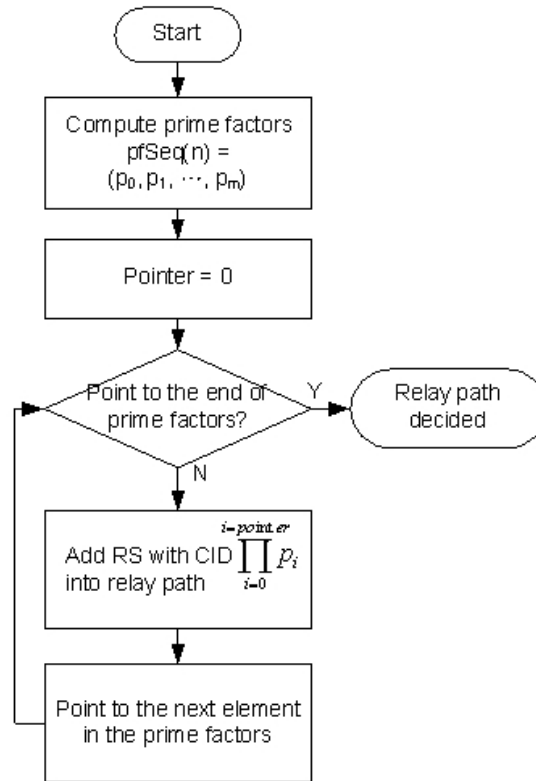 Start
Compute prime factors
pfSeq(n) =
(p₀, p₁, ···, pₘ)
Pointer = 0
Point to the end of
prime factors?
Y
Relay path
decided
N
i=pointer
Add RS with CID ∏ pᵢ
i=0
into relay path
Point to the next element
in the prime factors